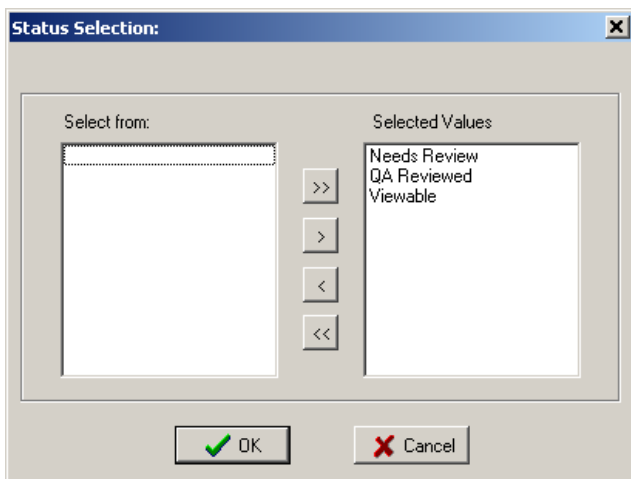 Status Selection:
Select from:
Selected Values
Needs Review
QA Reviewed
Viewable
>>
>
<
<<
OK
Cancel